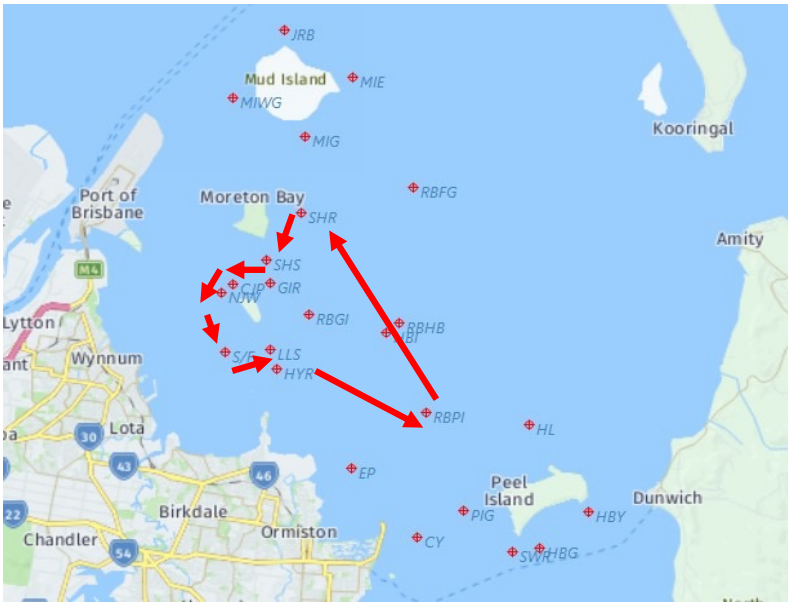 JRB
Mud Island
MIE
MIWG
Kooringal
MIG
RBFG
Port of
Brisbane
Moreton Bay
SHR
Amity
SHS
M4
CJP
GIR
NJW
RBGI
Lytton
RBHB
HBI
Wynnum
S/F
LLS
HYR
RBPI
HL
Lota
30
43
46
EP
Peel
Island
Dunwich
22
Birkdale
PIG
HBY
Chandler
54
Ormiston
CY
SWR
HBG